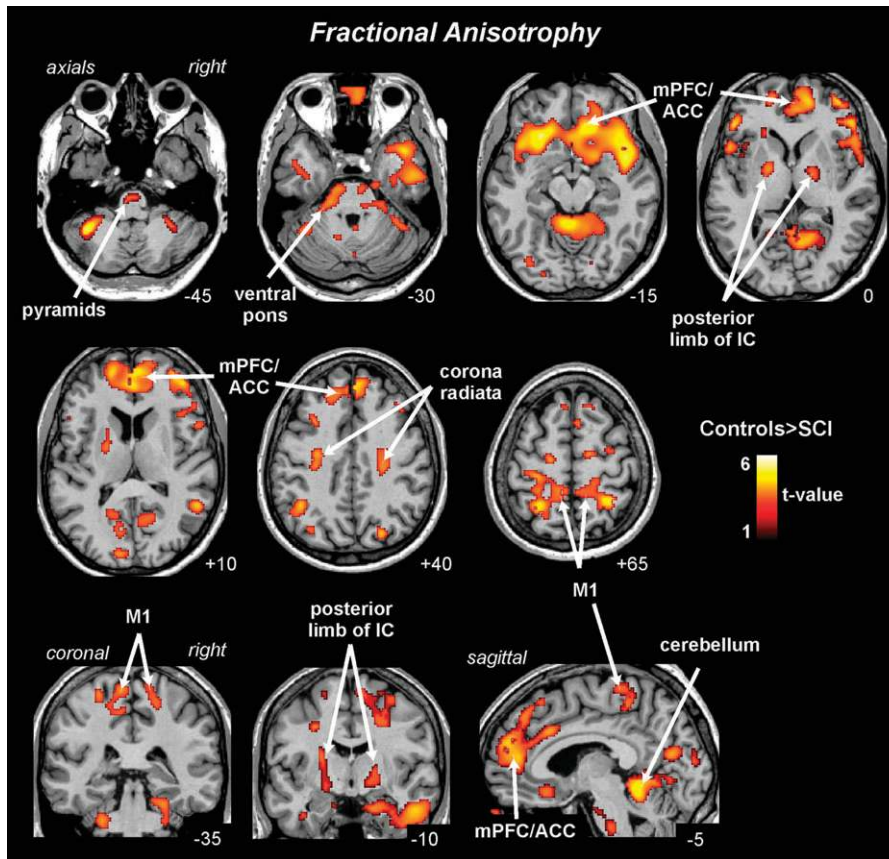 Fractional Anisotropy
axials
right
mPFC/
ACC
pyramids
-45
ventral
pons
-30
-15
0
posterior
limb of IC
mPFC/
ACC
corona
radiata
Controls>SCI
6
t-value
1
+10
+40
+65
M1
M1
posterior
limb of IC
cerebellum
coronal
right
sagittal
-35
-10
mPFC/ACC
-5